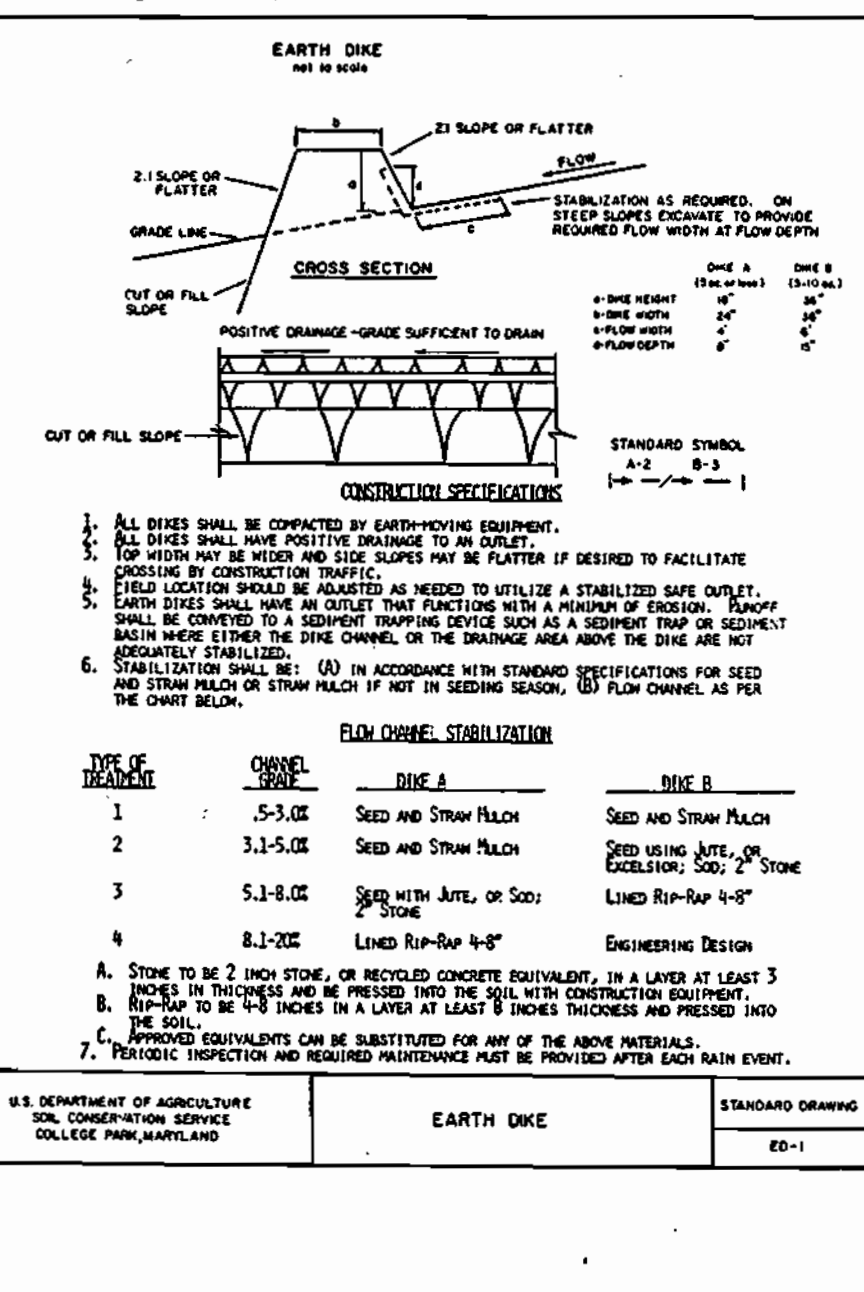 EARTH DIKE
not to scale
b
2:1 SLOPE OR FLATTER
FLOW
2:1 SLOPE OR
FLATTER
a
d
STABILIZATION AS REQUIRED. ON
STEEP SLOPES EXCAVATE TO PROVIDE
REQUIRED FLOW WIDTH AT FLOW DEPTH
c
GRADE LINE
CROSS SECTION
CUT OR FILL
SLOPE
DIKE A DIKE B
(5 ac. or less) (5-10 ac.)
a-DIKE HEIGHT 18" 36"
b-DIKE WIDTH 24" 36"
c-FLOW WIDTH 4' 6'
d-FLOW DEPTH 8" 15"
POSITIVE DRAINAGE-GRADE SUFFICENT TO DRAIN
CUT OR FILL SLOPE
STANDARD SYMBOL
A-2 B-3
CONSTRUCTION SPECIFICATIONS
1. ALL DIKES SHALL BE COMPACTED BY EARTH-MOVING EQUIPMENT.
2. ALL DIKES SHALL HAVE POSITIVE DRAINAGE TO AN OUTLET.
3. TOP WIDTH MAY BE WIDER AND SIDE SLOPES MAY BE FLATTER IF DESIRED TO FACILITATE
CROSSING BY CONSTRUCTION TRAFFIC.
4. FIELD LOCATION SHOULD BE ADJUSTED AS NEEDED TO UTILIZE A STABILIZED SAFE OUTLET.
5. EARTH DIKES SHALL HAVE AN OUTLET THAT FUNCTIONS WITH A MINIMUM OF EROSION. RUNOFF
SHALL BE CONVEYED TO A SEDIMENT TRAPPING DEVICE SUCH AS A SEDIMENT TRAP OR SEDIMENT
BASIN WHERE EITHER THE DIKE CHANNEL OR THE DRAINAGE AREA ABOVE THE DIKE ARE NOT
ADEQUATELY STABILIZED.
6. STABILIZATION SHALL BE: (A) IN ACCORDANCE WITH STANDARD SPECIFICATIONS FOR SEED
AND STRAW MULCH OR STRAW MULCH IF NOT IN SEEDING SEASON, (B) FLOW CHANNEL AS PER
THE CHART BELOW.
FLOW CHANNEL STABILIZATION
TYPE OF CHANNEL
TREATMENT GRADE DIKE A DIKE B
1 .5-3.0% SEED AND STRAW MULCH SEED AND STRAW MULCH
2 3.1-5.0% SEED AND STRAW MULCH SEED USING JUTE, OR
EXCELSIOR; SOD; 2" STONE
3 5.1-8.0% SEED WITH JUTE, OR SOD; LINED RIP-RAP 4-8"
2" STONE
4 8.1-20% LINED RIP-RAP 4-8" ENGINEERING DESIGN
A. STONE TO BE 2 INCH STONE, OR RECYCLED CONCRETE EQUIVALENT, IN A LAYER AT LEAST 3
INCHES IN THICKNESS AND BE PRESSED INTO THE SOIL WITH CONSTRUCTION EQUIPMENT.
B. RIP-RAP TO BE 4-8 INCHES IN A LAYER AT LEAST 8 INCHES THICKNESS AND PRESSED INTO
THE SOIL.
C. APPROVED EQUIVALENTS CAN BE SUBSTITUTED FOR ANY OF THE ABOVE MATERIALS.
7. PERIODIC INSPECTION AND REQUIRED MAINTENANCE MUST BE PROVIDED AFTER EACH RAIN EVENT.
U.S. DEPARTMENT OF AGRICULTURE
SOIL CONSERVATION SERVICE
COLLEGE PARK, MARYLAND
EARTH DIKE
STANDARD DRAWING
ED-1